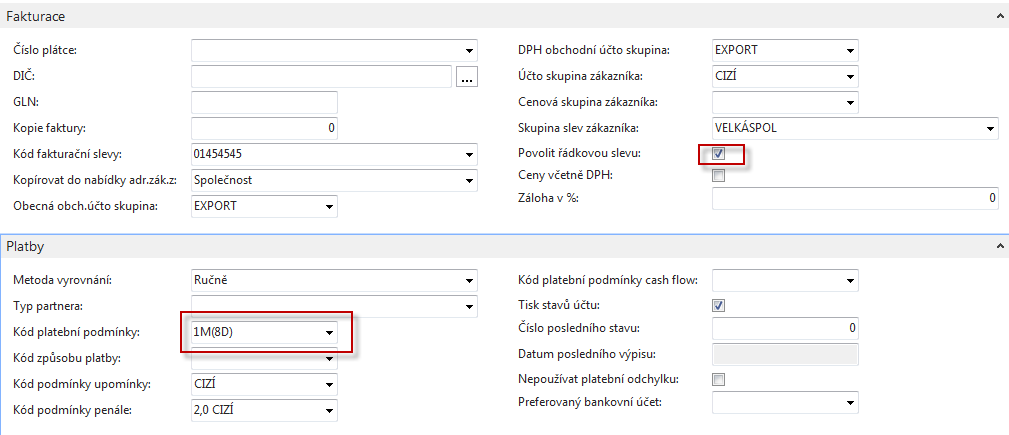 Fakturace
Číslo plátce:
DIČ: ...
GLN:
Kopie faktury: 0
Kód fakturační slevy: 01454545
Kopírovat do nabídky adr.zák.z: Společnost
Obecná obch.účto skupina: EXPORT
DPH obchodní účto skupina: EXPORT
Účto skupina zákazníka: CIZÍ
Cenová skupina zákazníka:
Skupina slev zákazníka: VELKÁSPOL
Povolit řádkovou slevu:
Ceny včetně DPH:
Záloha v %: 0
Platby
Metoda vyrovnání: Ručně
Typ partnera:
Kód platební podmínky: 1M(8D)
Kód způsobu platby:
Kód podmínky upomínky: CIZÍ
Kód podmínky penále: 2,0 CIZÍ
Kód platební podmínky cash flow:
Tisk stavů účtu:
Číslo posledního stavu: 0
Datum posledního výpisu:
Nepoužívat platební odchylku:
Preferovaný bankovní účet: